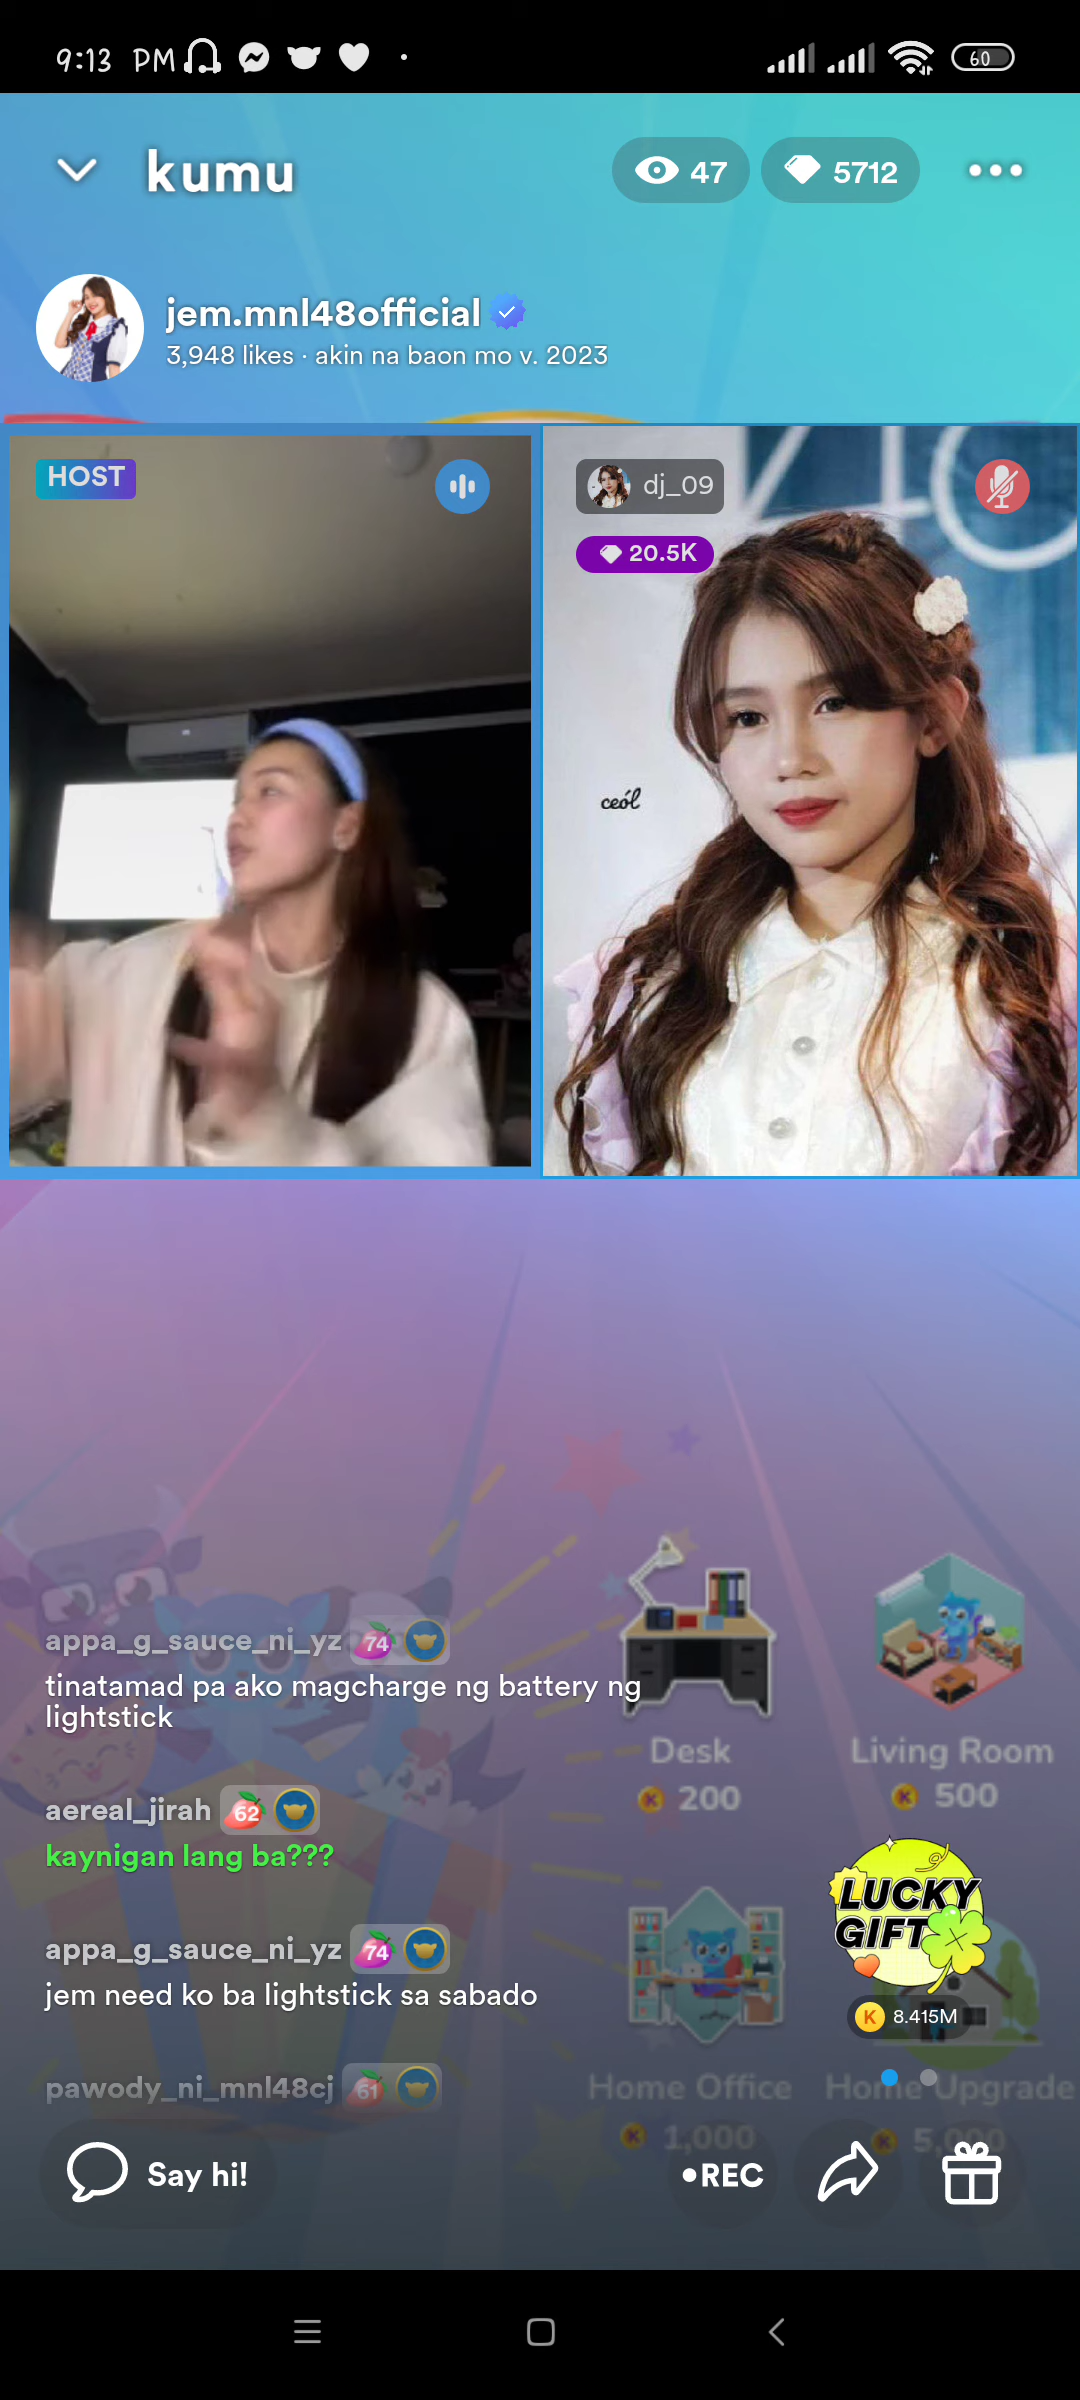 9:13 PM
60
kumu
47
5712
jem.mnl48official
3,948 likes · akin na baon mo v. 2023
HOST
dj_09
20.5K
ceól
appa_g_sauce_ni_yz 74
tinatamad pa ako magcharge ng battery ng
lightstick
aereal_jirah 62
kaynigan lang ba???
appa_g_sauce_ni_yz 74
jem need ko ba lightstick sa sabado
pawody_ni_mnl48cj 61
Desk
K 200
Living Room
K 500
LUCKY
GIFT
K 8.415M
Home Office
K 1,000
Home Upgrade
K 5,000
Say hi!
•REC